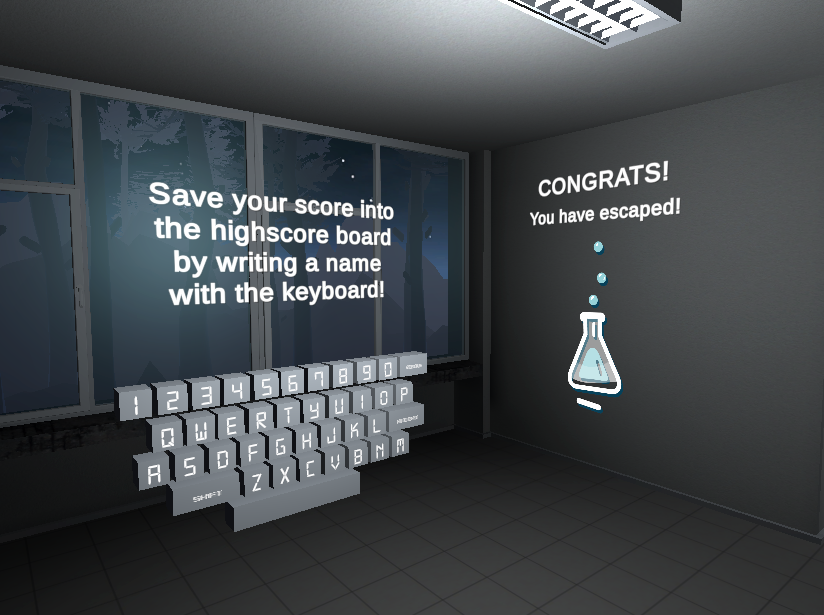 Save your score into
the highscore board
by writing a name
with the keyboard!
CONGRATS!
You have escaped!
1 2 3 4 5 6 7 8 9 0
Q W E R T Y U I O P
A S D F G H J K L
SHIFT Z X C V B N M